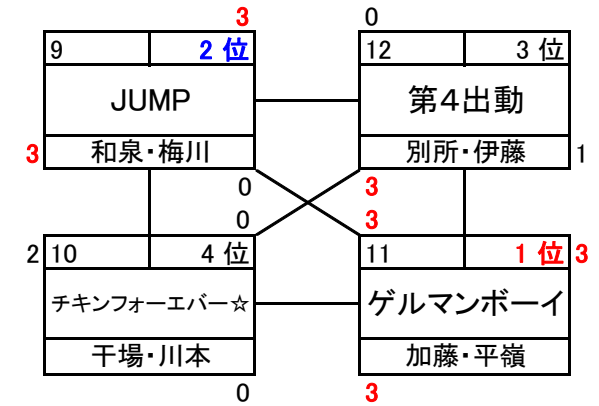 3 0
9 2位 12 3位
JUMP 第4出動
3 和泉・梅川 別所・伊藤 1
0 3
0 3
2 10 4位 11 1位 3
チキンフォーエバー☆ ゲルマンボーイ
干場・川本 加藤・平嶺
0 3